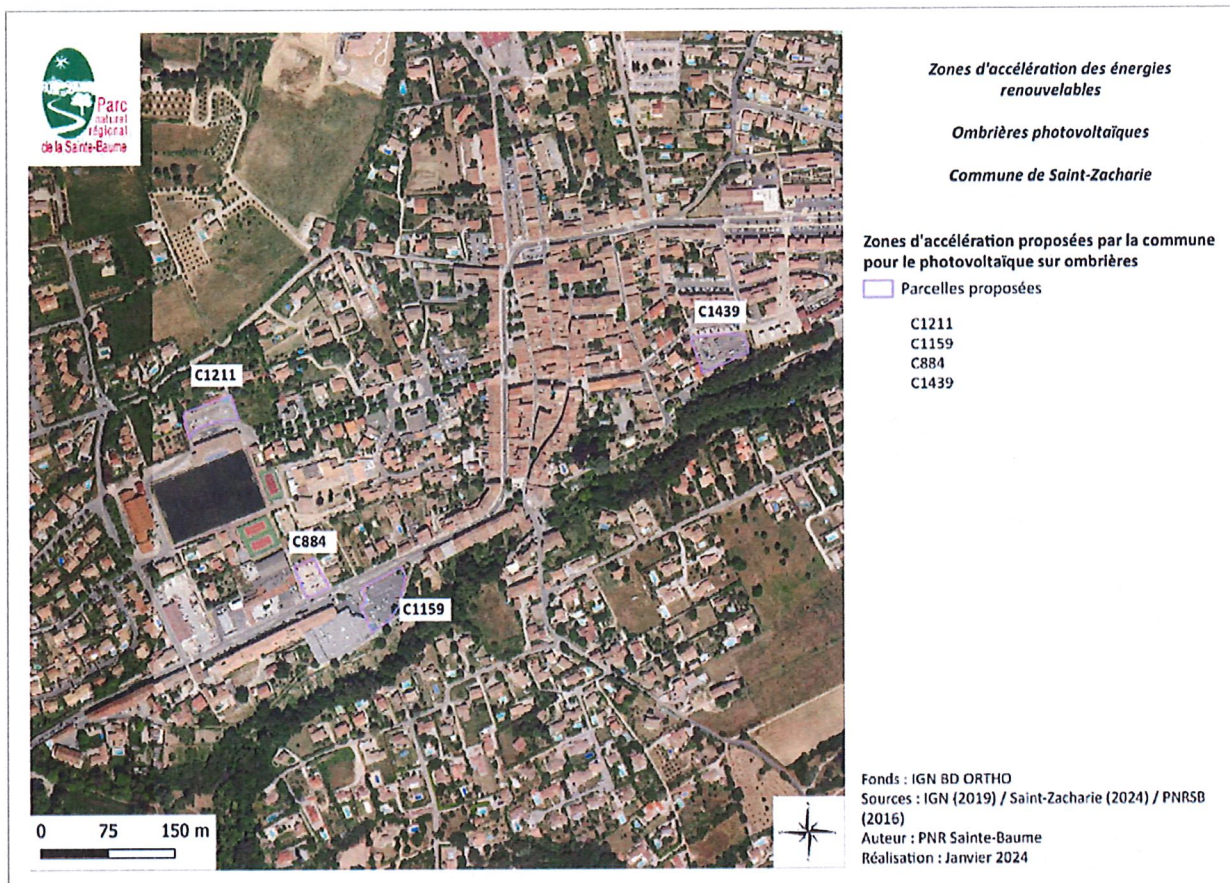 Parc
naturel
régional
de la Sainte-Baume
Zones d'accélération des énergies
renouvelables
Ombrières photovoltaïques
Commune de Saint-Zacharie
Zones d'accélération proposées par la commune
pour le photovoltaïque sur ombrières
Parcelles proposées
C1211
C1159
C884
C1439
C1439
C1211
C884
C1159
0 75 150 m
Fonds : IGN BD ORTHO
Sources : IGN (2019) / Saint-Zacharie (2024) / PNRSB
(2016)
Auteur : PNR Sainte-Baume
Réalisation : Janvier 2024